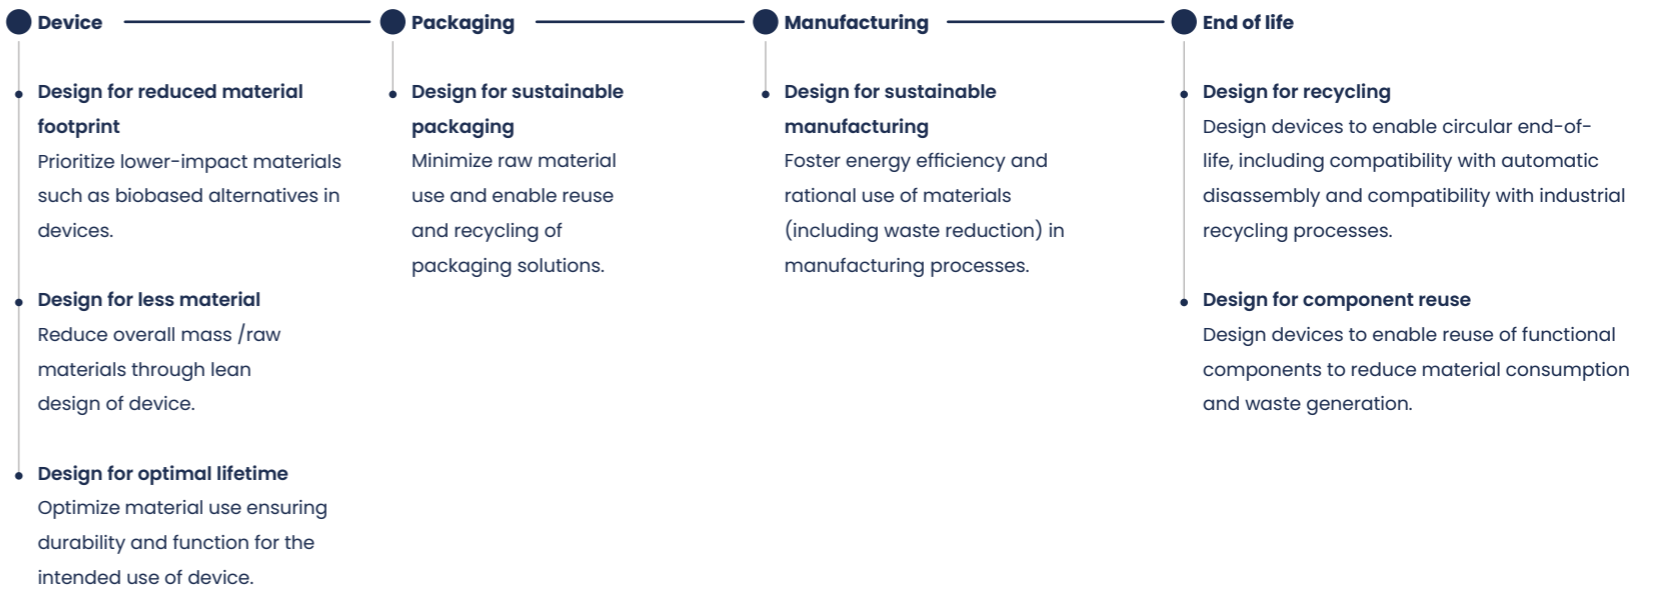 Device
Packaging
Manufacturing
End of life
Design for reduced material
footprint
Prioritize lower-impact materials
such as biobased alternatives in
devices.
Design for less material
Reduce overall mass /raw
materials through lean
design of device.
Design for optimal lifetime
Optimize material use ensuring
durability and function for the
intended use of device.
Design for sustainable
packaging
Minimize raw material
use and enable reuse
and recycling of
packaging solutions.
Design for sustainable
manufacturing
Foster energy efficiency and
rational use of materials
(including waste reduction) in
manufacturing processes.
Design for recycling
Design devices to enable circular end-of-
life, including compatibility with automatic
disassembly and compatibility with industrial
recycling processes.
Design for component reuse
Design devices to enable reuse of functional
components to reduce material consumption
and waste generation.